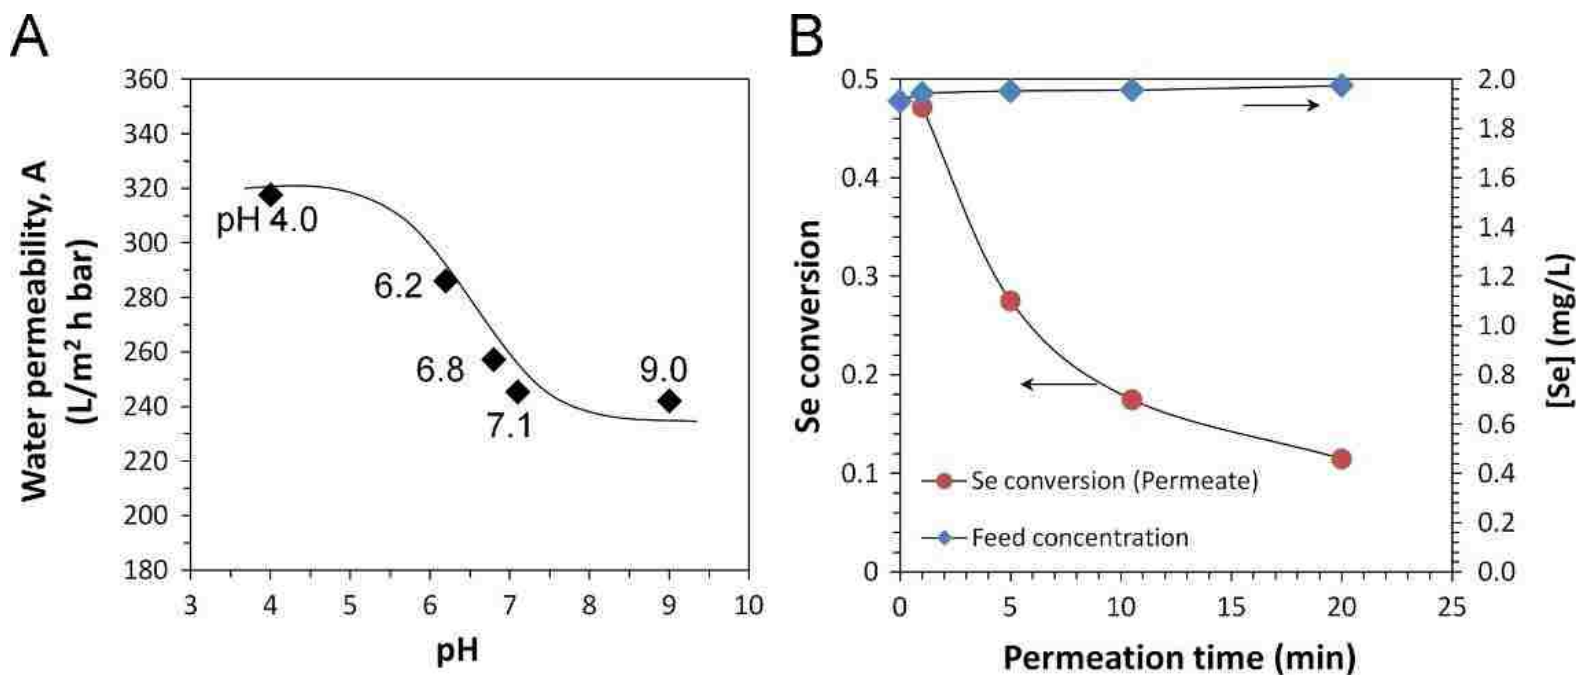 A
Water permeability, A
(L/m² h bar)
360
340
320
300
280
260
240
220
200
180
pH 4.0
6.2
6.8
7.1
9.0
3 4 5 6 7 8 9 10
pH
B
Se conversion
0.5
0.4
0.3
0.2
0.1
0
Se conversion (Permeate)
Feed concentration
2.0
1.8
1.6
1.4
1.2
1.0
0.8
0.6
0.4
0.2
0.0
[Se] (mg/L)
0 5 10 15 20 25
Permeation time (min)